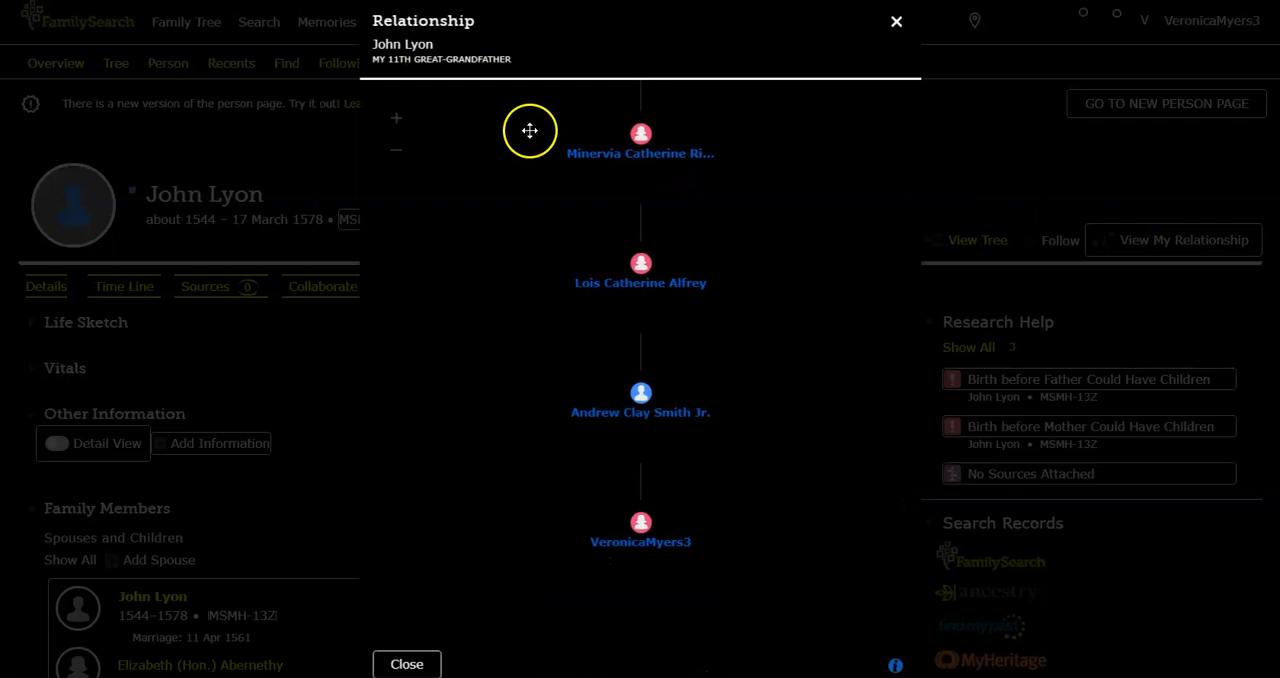 FamilySearch Family Tree Search Memories
V VeronicaMyers3
Relationship
John Lyon
MY 11TH GREAT-GRANDFATHER
Overview Tree Person Recents Find Followi
There is a new version of the person page. Try it out! Lea
GO TO NEW PERSON PAGE
John Lyon
about 1544 – 17 March 1578 • MSM
View Tree Follow View My Relationship
Details Time Line Sources 0 Collaborate
Life Sketch
Vitals
Other Information
Detail View Add Information
Family Members
Spouses and Children
Show All Add Spouse
John Lyon
1544–1578 • MSMH-13Z
Marriage: 11 Apr 1561
Elizabeth (Hon.) Abernethy
+
−
Minervia Catherine Ri...
Lois Catherine Alfrey
Andrew Clay Smith Jr.
VeronicaMyers3
Close
Research Help
Show All 3
Birth before Father Could Have Children
John Lyon • MSMH-13Z
Birth before Mother Could Have Children
John Lyon • MSMH-13Z
No Sources Attached
Search Records
FamilySearch
ancestry
findmypast
MyHeritage